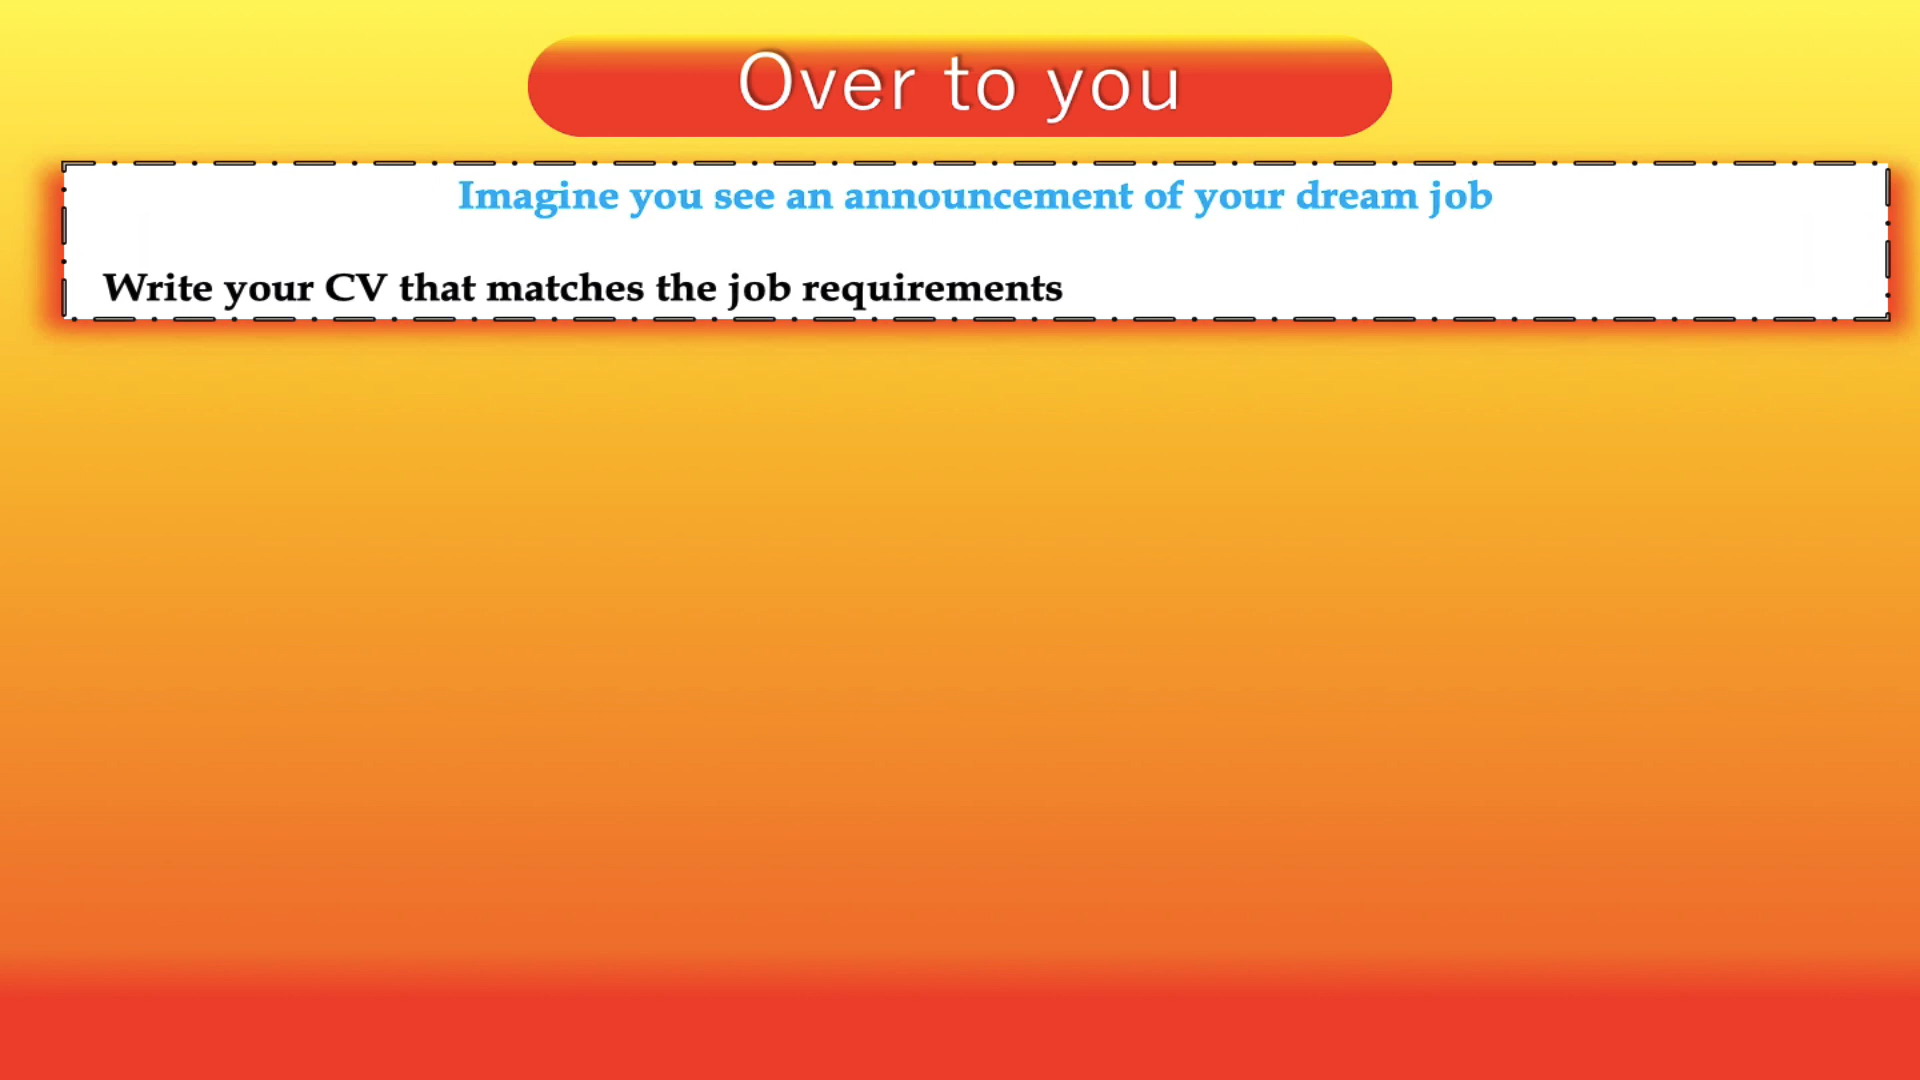 Over to you
Imagine you see an announcement of your dream job
Write your CV that matches the job requirements